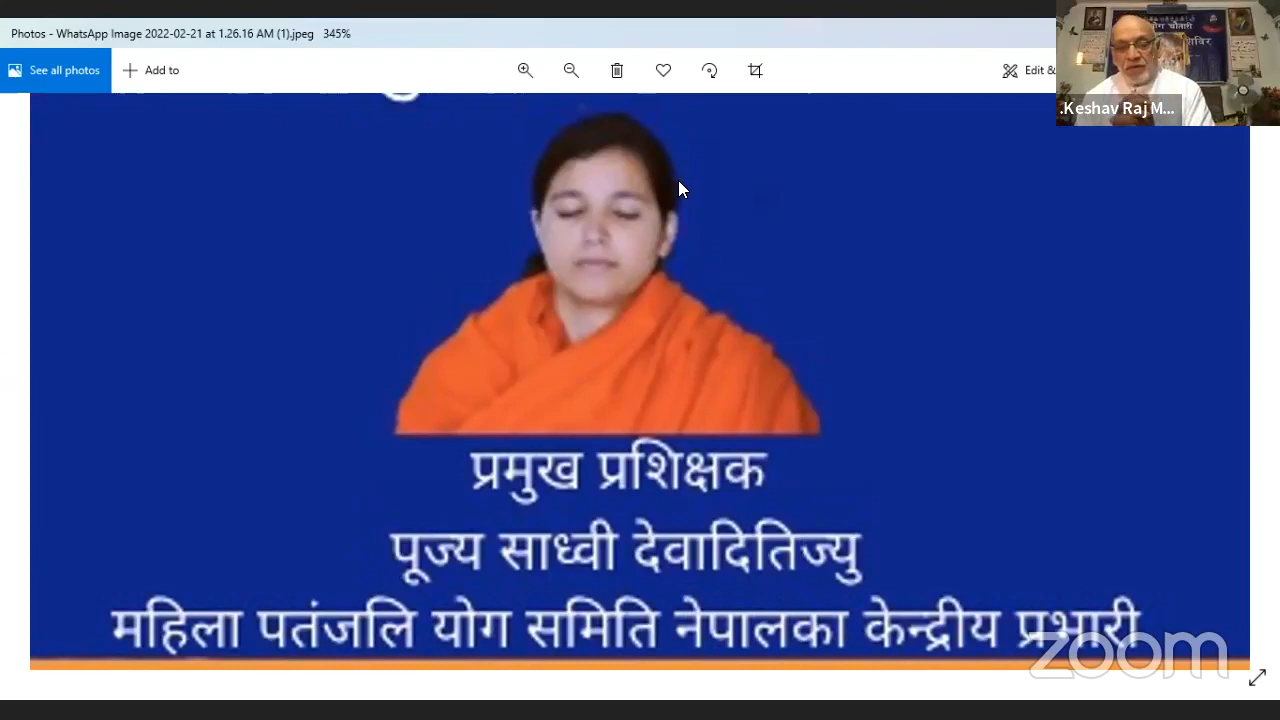 Photos - WhatsApp Image 2022-02-21 at 1.26.16 AM (1).jpeg 345%
See all photos
Add to
Edit &
.Keshav Raj M...
प्रमुख प्रशिक्षक
पूज्य साध्वी देवादितिज्यु
महिला पतंजलि योग समिति नेपालका केन्द्रीय प्रभारी
zoom